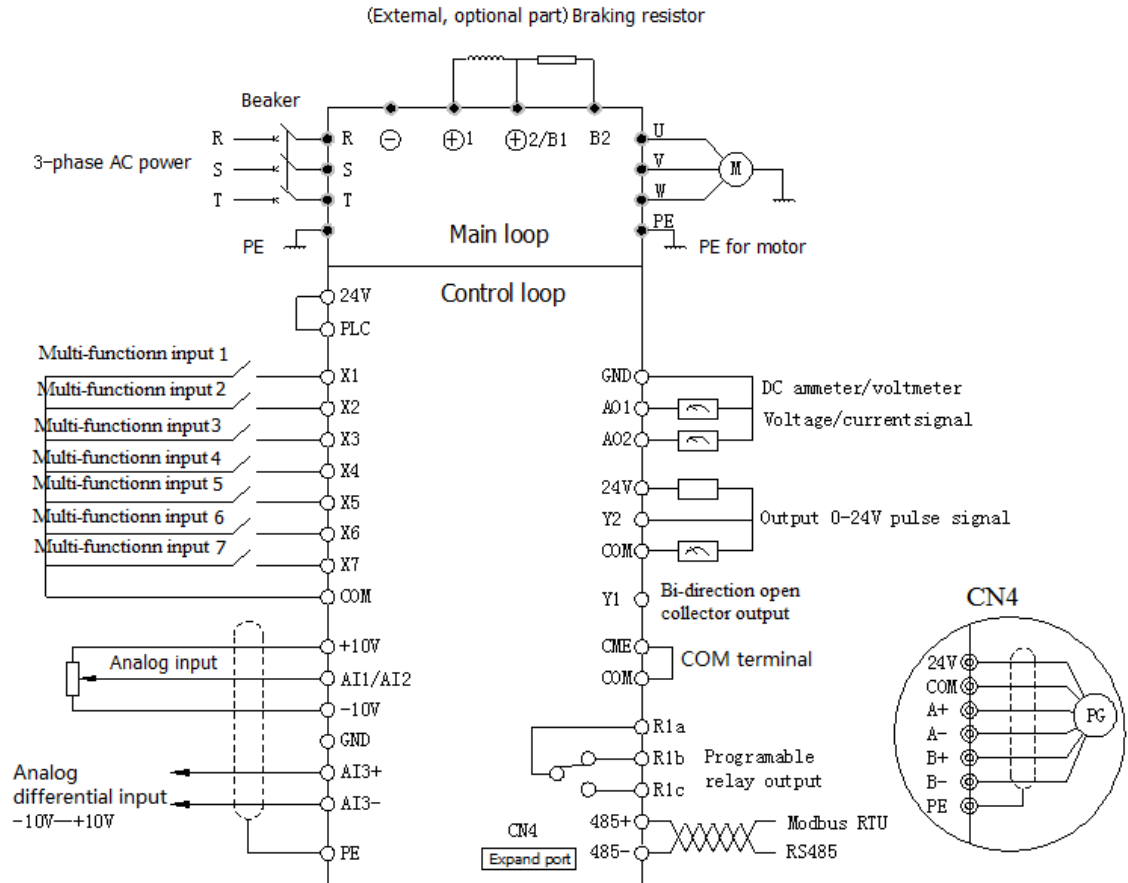 (External, optional part) Braking resistor
Beaker
R
S
T
3-phase AC power
R
S
T
PE
⊖
⊕1
⊕2/B1
B2
U
V
W
PE
M
PE for motor
Main loop
Control loop
24V
PLC
Multi-functionn input 1
Multi-functionn input 2
Multi-functionn input 3
Multi-functionn input 4
Multi-functionn input 5
Multi-functionn input 6
Multi-functionn input 7
X1
X2
X3
X4
X5
X6
X7
COM
+10V
Analog input
AI1/AI2
-10V
GND
AI3+
AI3-
Analog
differential input
-10V—+10V
PE
GND
AO1
AO2
DC ammeter/voltmeter
Voltage/currentsignal
24V
Y2
COM
Output 0-24V pulse signal
Y1
Bi-direction open
collector output
CME
COM
COM terminal
R1a
R1b
R1c
Programable
relay output
485+
485-
Modbus RTU
RS485
CN4
Expand port
CN4
24V
COM
A+
A-
B+
B-
PE
PG